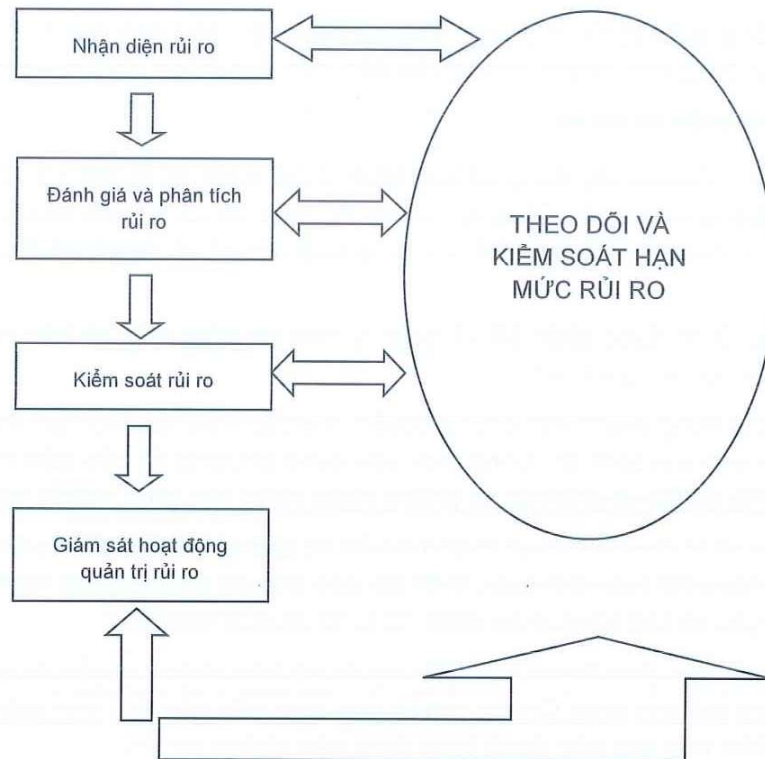 Nhận diện rủi ro
Đánh giá và phân tích
rủi ro
THEO DÕI VÀ
KIỂM SOÁT HẠN
MỨC RỦI RO
Kiểm soát rủi ro
Giám sát hoạt động
quản trị rủi ro